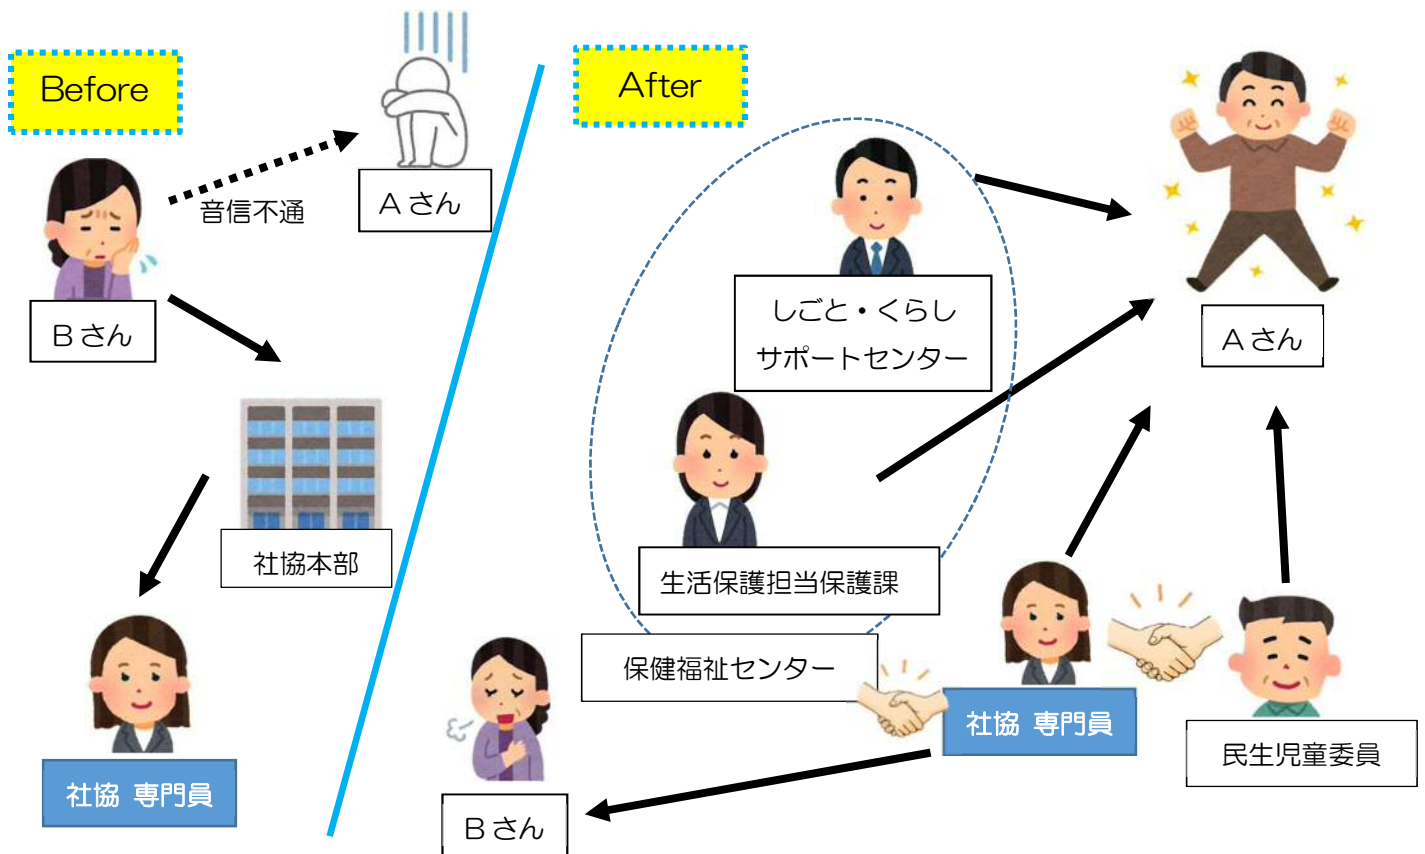 Before
Aさん
音信不通
Bさん
社協本部
社協 専門員
After
しごと・くらし
サポートセンター
Aさん
生活保護担当保護課
保健福祉センター
社協 専門員
民生児童委員
Bさん